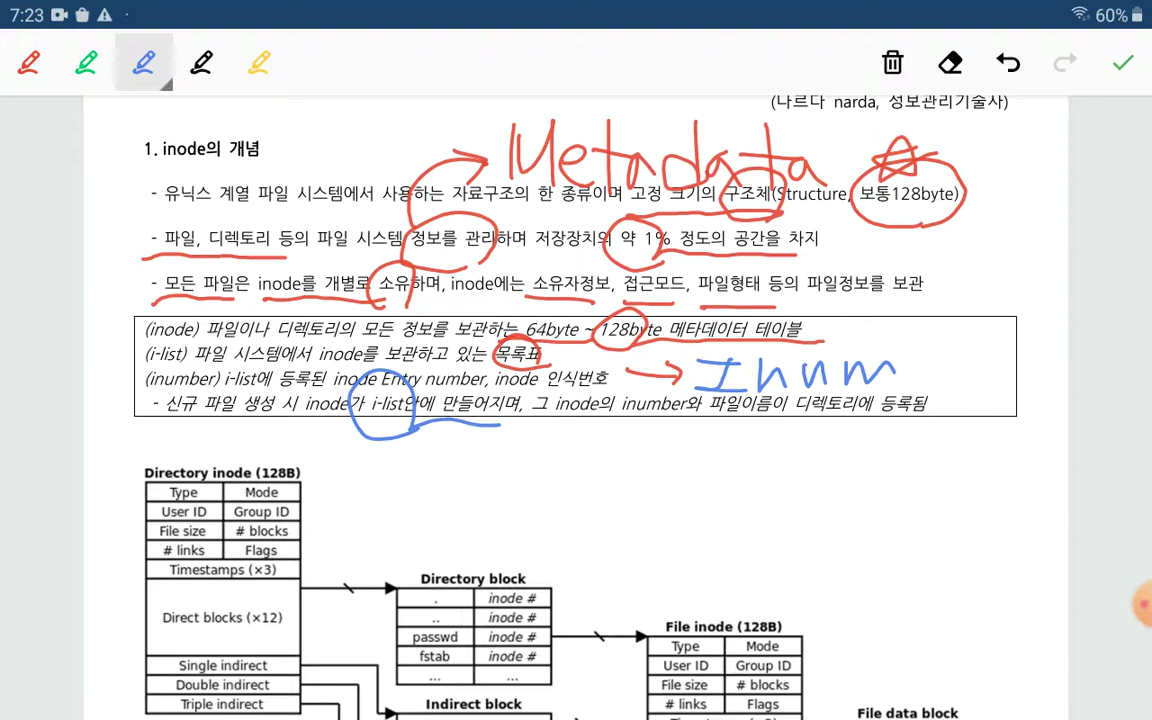 7:23
60%
(나르다 narda, 정보관리기술사)
Metadata
1. inode의 개념
- 유닉스 계열 파일 시스템에서 사용하는 자료구조의 한 종류이며 고정 크기의 구조체(Structure, 보통128byte)
- 파일, 디렉토리 등의 파일 시스템 정보를 관리하며 저장장치의 약 1% 정도의 공간을 차지
- 모든 파일은 inode를 개별로 소유하며, inode에는 소유자정보, 접근모드, 파일형태 등의 파일정보를 보관
(inode) 파일이나 디렉토리의 모든 정보를 보관하는 64byte ~ 128byte 메타데이터 테이블
(i-list) 파일 시스템에서 inode를 보관하고 있는 목록표
(inumber) i-list에 등록된 inode Entry number, inode 인식번호
Inum
- 신규 파일 생성 시 inode가 i-list안에 만들어지며, 그 inode의 inumber와 파일이름이 디렉토리에 등록됨
Directory inode (128B)
Type Mode
User ID Group ID
File size # blocks
# links Flags
Timestamps (×3)
Direct blocks (×12)
Single indirect
Double indirect
Triple indirect
Directory block
. inode #
.. inode #
passwd inode #
fstab inode #
... ...
Indirect block
File inode (128B)
Type Mode
User ID Group ID
File size # blocks
# links Flags
File data block